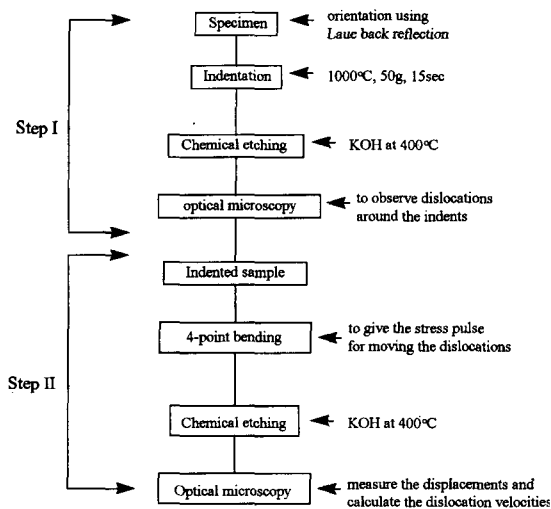 Specimen
orientation using
Laue back reflection
Indentation
1000°C, 50g, 15sec
Step I
Chemical etching
KOH at 400°C
optical microscopy
to observe dislocations
around the indents
Indented sample
4-point bending
to give the stress pulse
for moving the dislocations
Step II
Chemical etching
KOH at 400°C
Optical microscopy
measure the displacements and
calculate the dislocation velocities